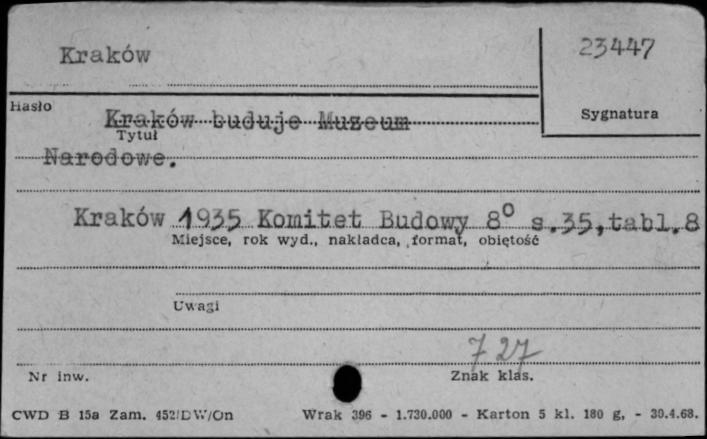 Kraków
23447
Hasło
Sygnatura
Kraków buduje Muzeum
Tytuł
Narodowe.
Kraków 1935 Komitet Budowy 8° s.35,tabl.8
Miejsce, rok wyd., nakładca, format, objętość
Uwagi
727
Nr inw.
Znak klas.
CWD B 15a Zam. 452/DW/On Wrak 396 - 1.730.000 - Karton 5 kl. 180 g, - 30.4.68.